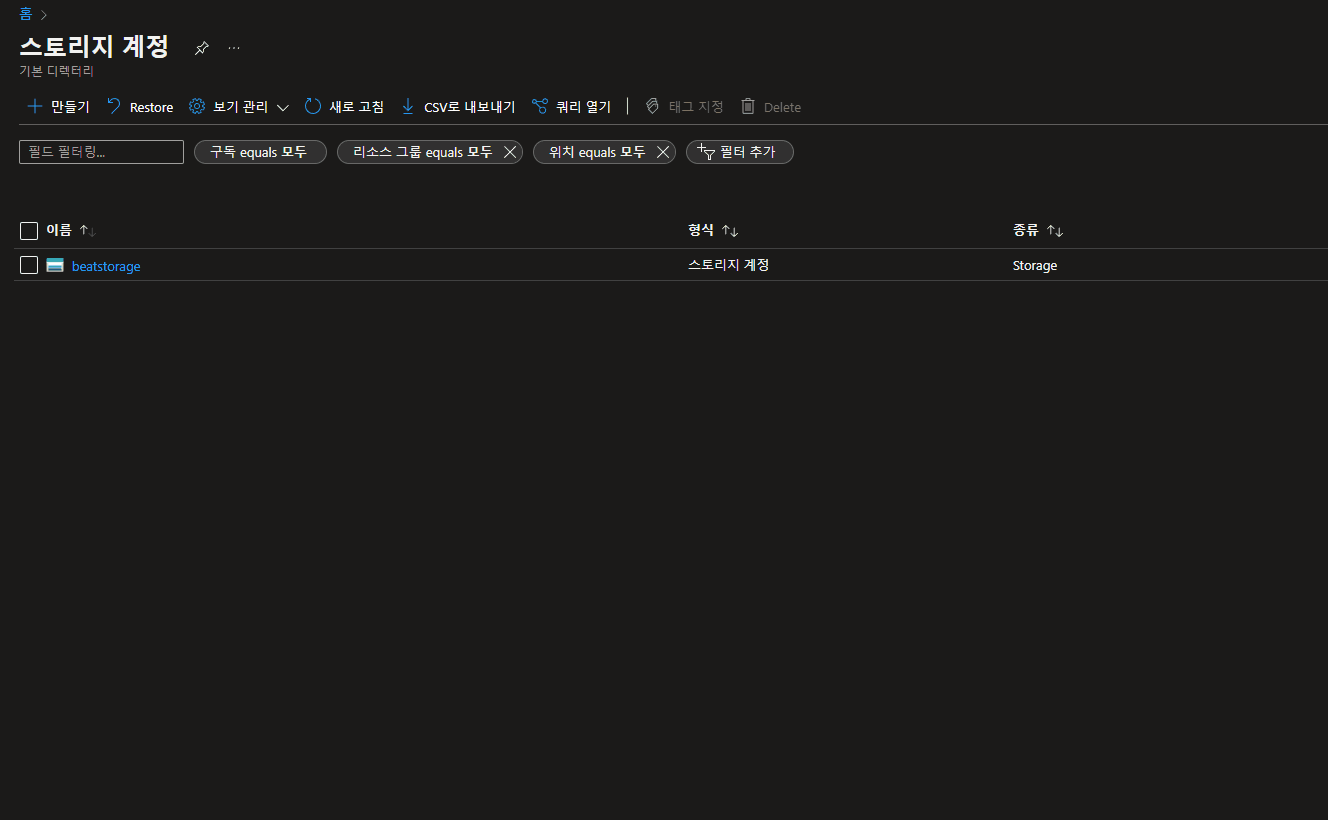 홈
스토리지 계정 ...
기본 디렉터리
만들기 Restore 보기 관리 새로 고침 CSV로 내보내기 쿼리 열기 태그 지정 Delete
필드 필터링... 구독 equals 모두 리소스 그룹 equals 모두 위치 equals 모두 필터 추가
이름 형식 종류
beatstorage 스토리지 계정 Storage